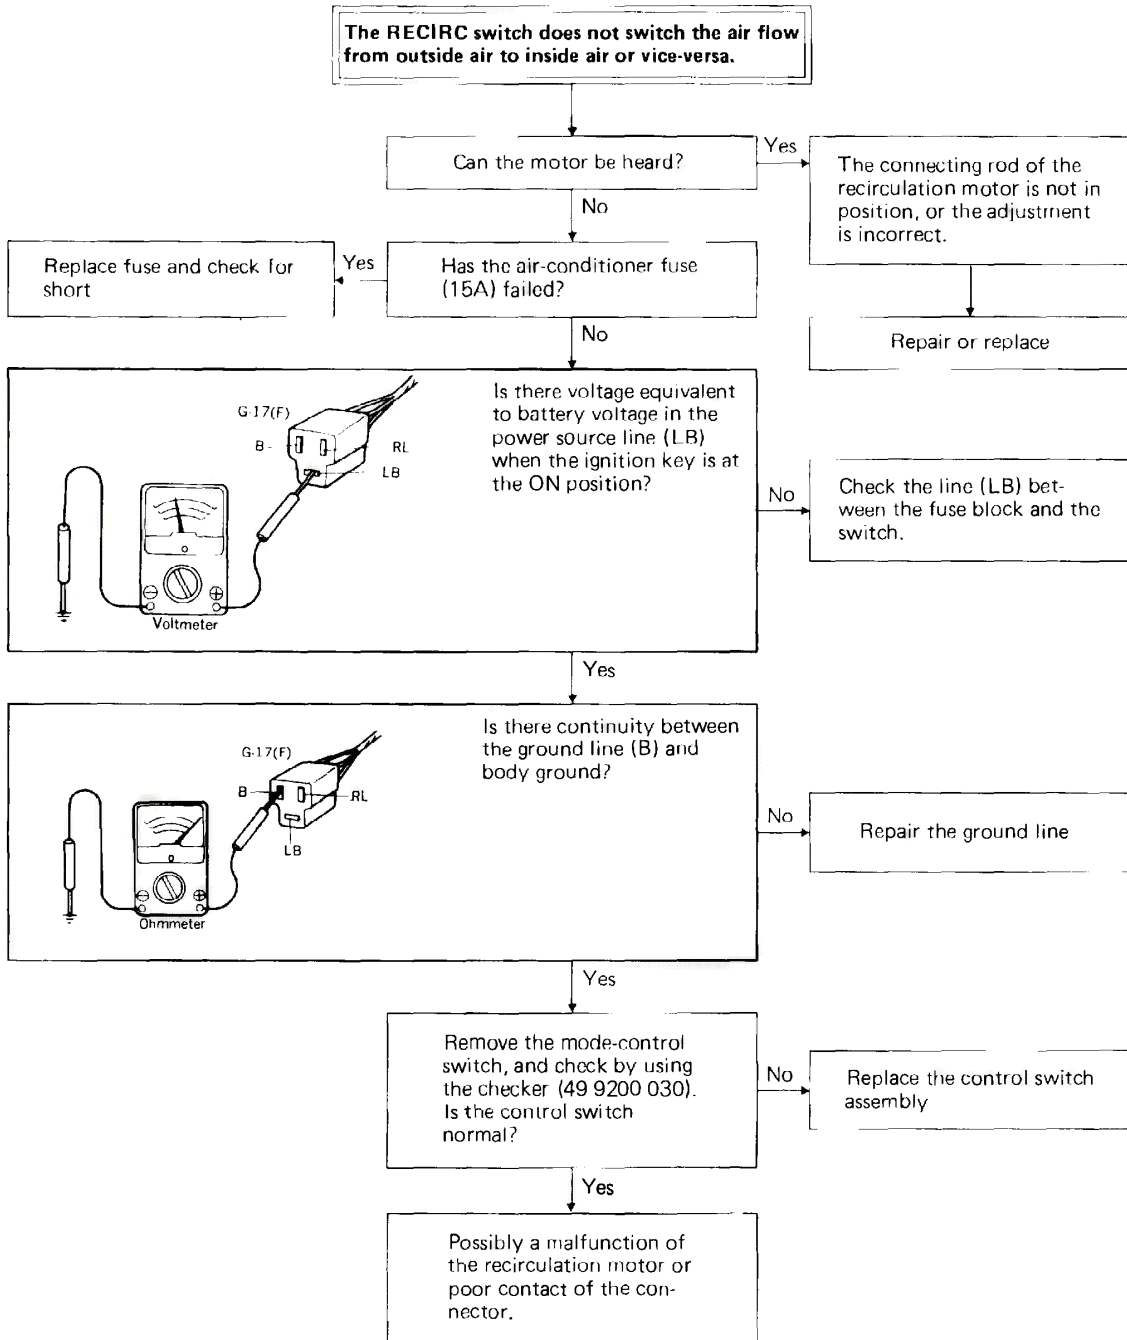 The RECIRC switch does not switch the air flow
from outside air to inside air or vice-versa.
Can the motor be heard?
Yes
The connecting rod of the
recirculation motor is not in
position, or the adjustment
is incorrect.
Repair or replace
No
Has the air-conditioner fuse
(15A) failed?
Yes
Replace fuse and check for
short
No
Is there voltage equivalent
to battery voltage in the
power source line (LB)
when the ignition key is at
the ON position?
G-17(F)
B
RL
LB
Voltmeter
No
Check the line (LB) bet-
ween the fuse block and the
switch.
Yes
Is there continuity between
the ground line (B) and
body ground?
G-17(F)
B
RL
LB
Ohmmeter
No
Repair the ground line
Yes
Remove the mode-control
switch, and check by using
the checker (49 9200 030).
Is the control switch
normal?
No
Replace the control switch
assembly
Yes
Possibly a malfunction of
the recirculation motor or
poor contact of the con-
nector.